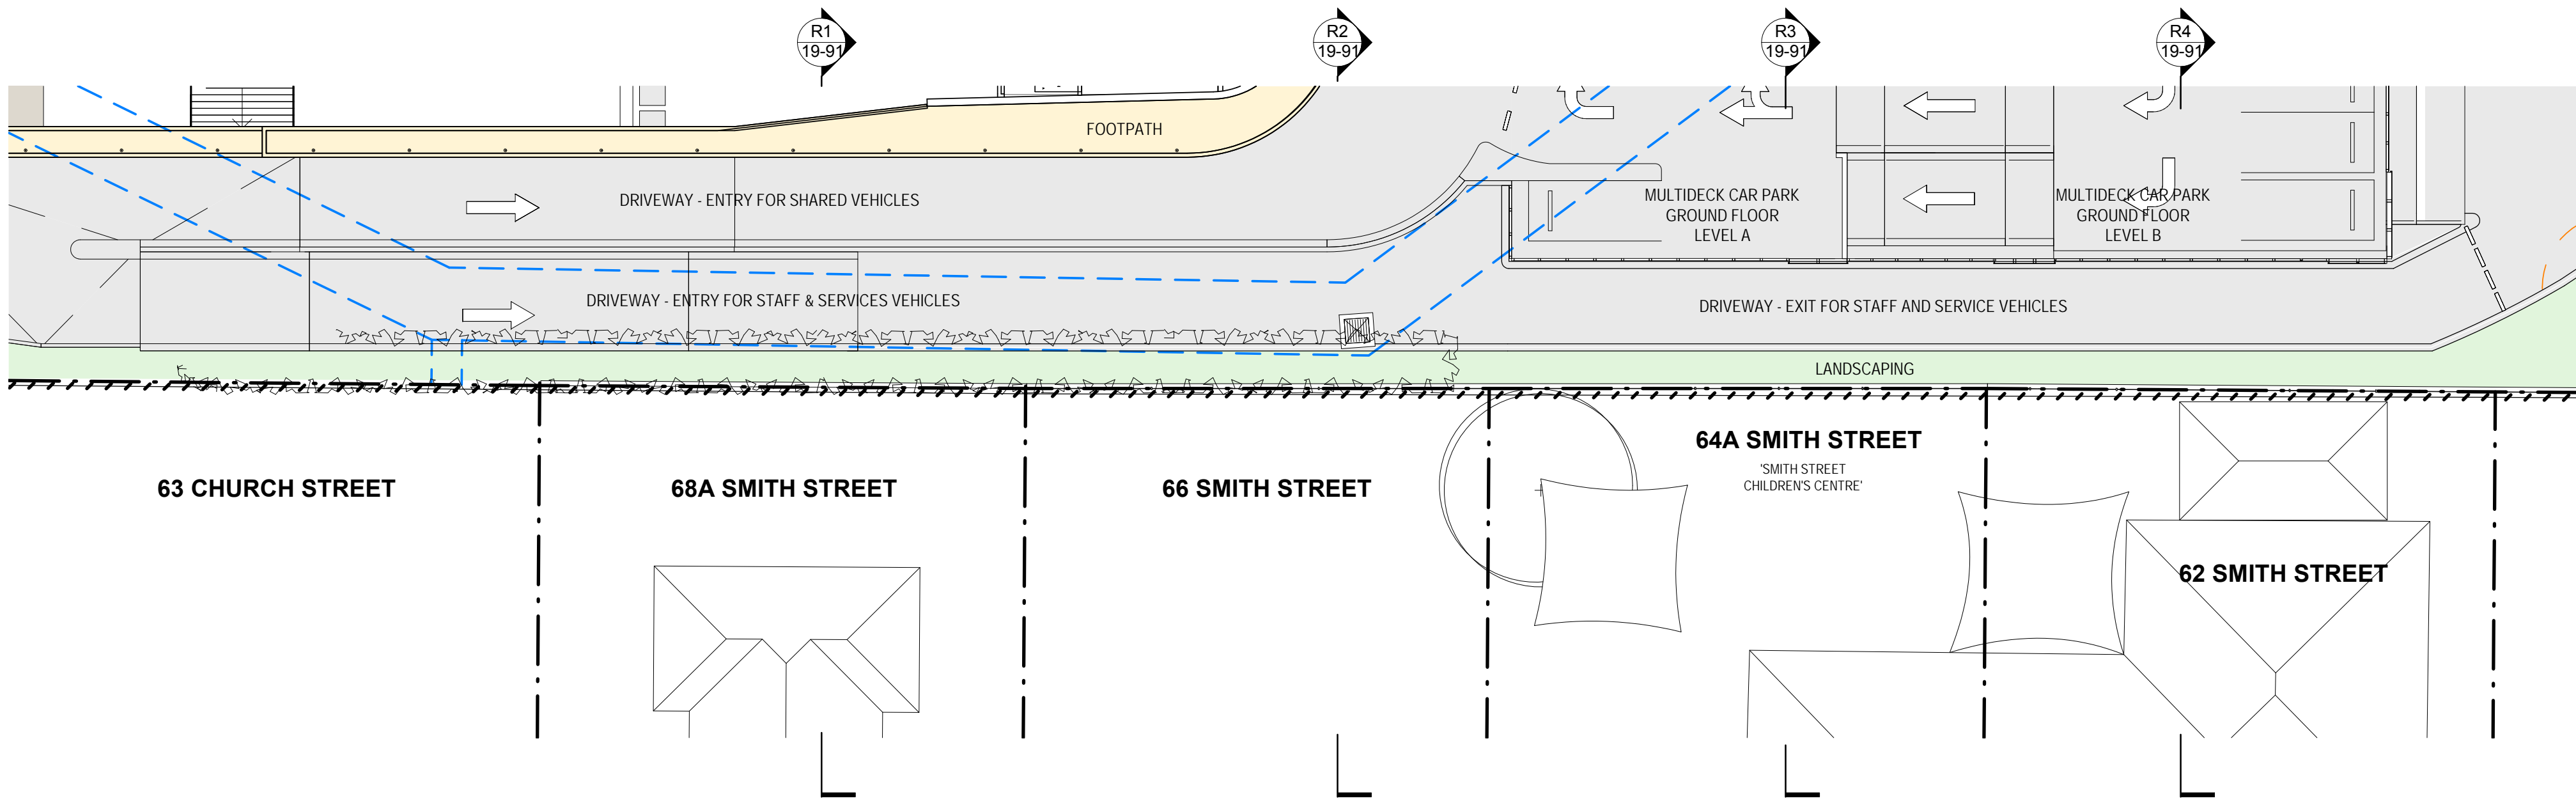 R1
19-91
R2
19-91
R3
19-91
R4
19-91
FOOTPATH
DRIVEWAY - ENTRY FOR SHARED VEHICLES
MULTIDECK CAR PARK
GROUND FLOOR
LEVEL A
MULTIDECK CAR PARK
GROUND FLOOR
LEVEL B
DRIVEWAY - ENTRY FOR STAFF & SERVICES VEHICLES
DRIVEWAY - EXIT FOR STAFF AND SERVICE VEHICLES
LANDSCAPING
63 CHURCH STREET
68A SMITH STREET
66 SMITH STREET
64A SMITH STREET
'SMITH STREET
CHILDREN'S CENTRE'
62 SMITH STREET